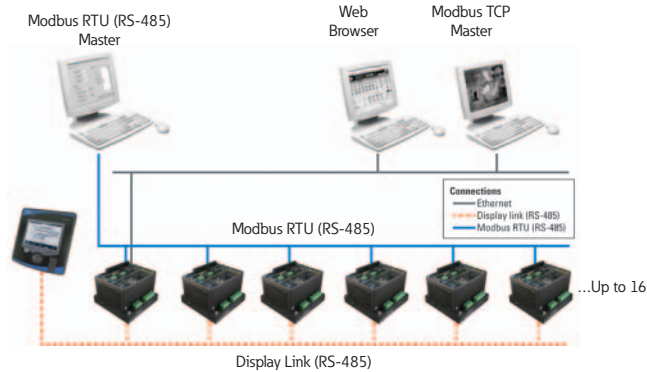 Modbus RTU (RS-485)
Master
Web
Browser
Modbus TCP
Master
Connections
Ethernet
Display link (RS-485)
Modbus RTU (RS-485)
Modbus RTU (RS-485)
...Up to 16
Display Link (RS-485)